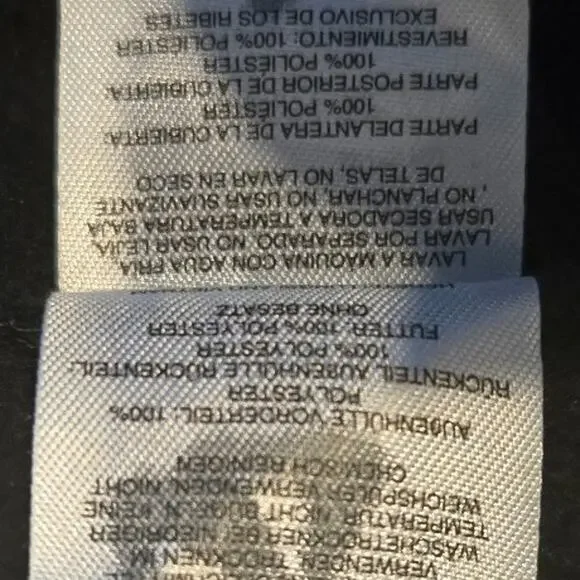 VERWENDEN. TROCKNEN IM
WÄSCHETROCKNER BEI NIEDRIGER
TEMPERATUR. NICHT BÜGELN. KEINE
WEICHSPÜLER VERWENDEN. NICHT
CHEMISCH REINIGEN
AUßENHÜLLE VORDERTEIL: 100%
POLYESTER
RÜCKENTEIL AUßENHÜLLE RÜCKENTEIL:
100% POLYESTER
FUTTER: 100% POLYESTER
OHNE BESATZ
LAVAR A MÁQUINA CON AGUA FRIA
LAVAR POR SEPARADO, NO USAR LEJIA,
USAR SECADORA A TEMPERATURA BAJA
, NO PLANCHAR, NO USAR SUAVIZANTE
DE TELAS, NO LAVAR EN SECO
PARTE DELANTERA DE LA CUBIERTA:
100% POLIÉSTER
PARTE POSTERIOR DE LA CUBIERTA:
100% POLIÉSTER
REVESTIMIENTO: 100% POLIÉSTER
EXCLUSIVO DE LOS RIBETES